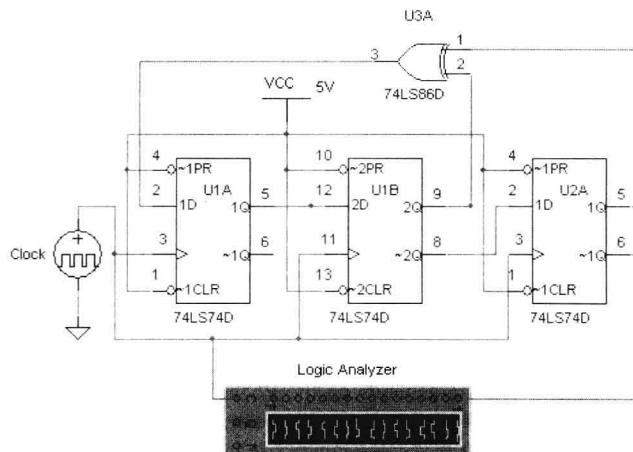 U3A
1
3
2
VCC 5V
74LS86D
4
~1PR
U1A
2
1D
1Q
5
3
~1Q
6
1
~1CLR
74LS74D
10
~2PR
U1B
12
2D
2Q
9
11
~2Q
8
13
~2CLR
74LS74D
4
~1PR
U2A
2
1D
1Q
5
3
~1Q
6
1
~1CLR
74LS74D
Clock
Logic Analyzer